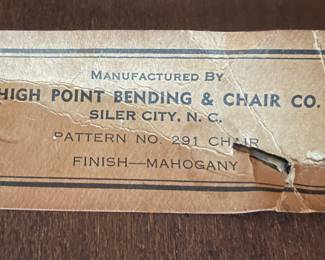 MANUFACTURED BY
HIGH POINT BENDING & CHAIR CO.
SILER CITY, N. C.
PATTERN NO. 291 CHAIR
FINISH—MAHOGANY